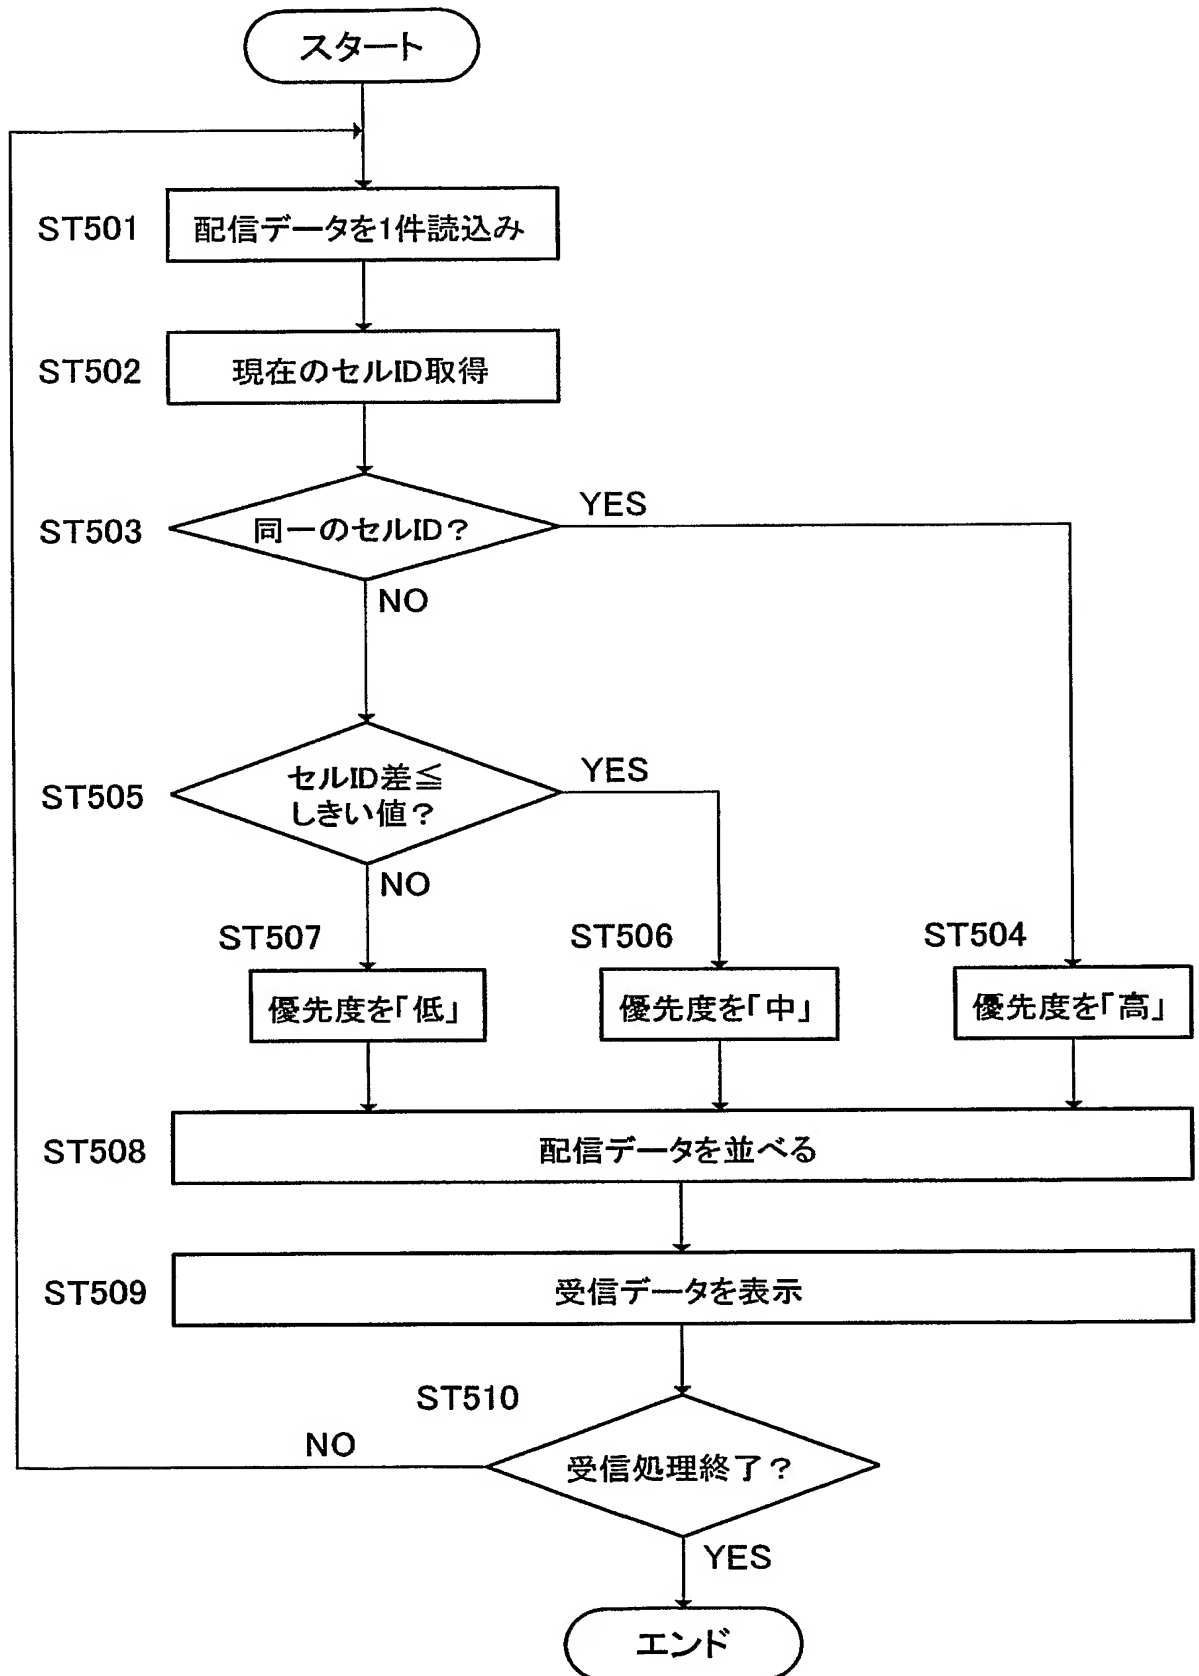 スタート
ST501
配信データを1件読込み
ST502
現在のセルID取得
ST503
同一のセルID?
YES
NO
ST505
セルID差≦
しきい値?
YES
NO
ST507
ST506
ST504
優先度を「低」
優先度を「中」
優先度を「高」
ST508
配信データを並べる
ST509
受信データを表示
ST510
NO
受信処理終了?
YES
エンド